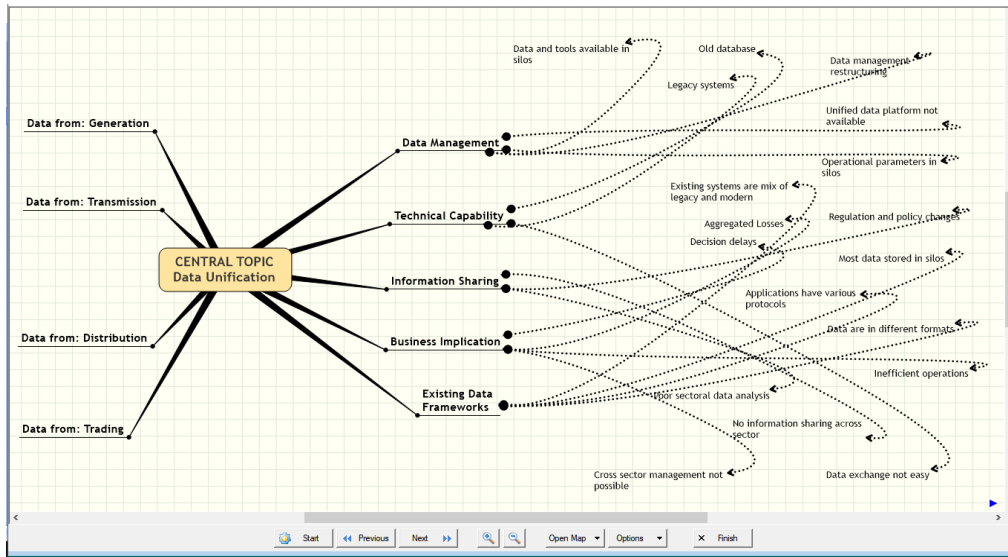 Data and tools available in
silos
Old database
Legacy systems
Data management
restructuring
Data from: Generation
Unified data platform not
available
Data Management
Operational parameters in
silos
Existing systems are mix of
legacy and modern
Data from: Transmission
Technical Capability
Aggregated Losses
Regulation and policy changes
Decision delays
Most data stored in silos
CENTRAL TOPIC
Data Unification
Information Sharing
Applications have various
protocols
Data from: Distribution
Business Implication
Data are in different formats
Inefficient operations
Existing Data
Frameworks
Poor sectoral data analysis
Data from: Trading
No information sharing across
sector
Cross sector management not
possible
Data exchange not easy
Start
Previous
Next
Open Map
Options
Finish